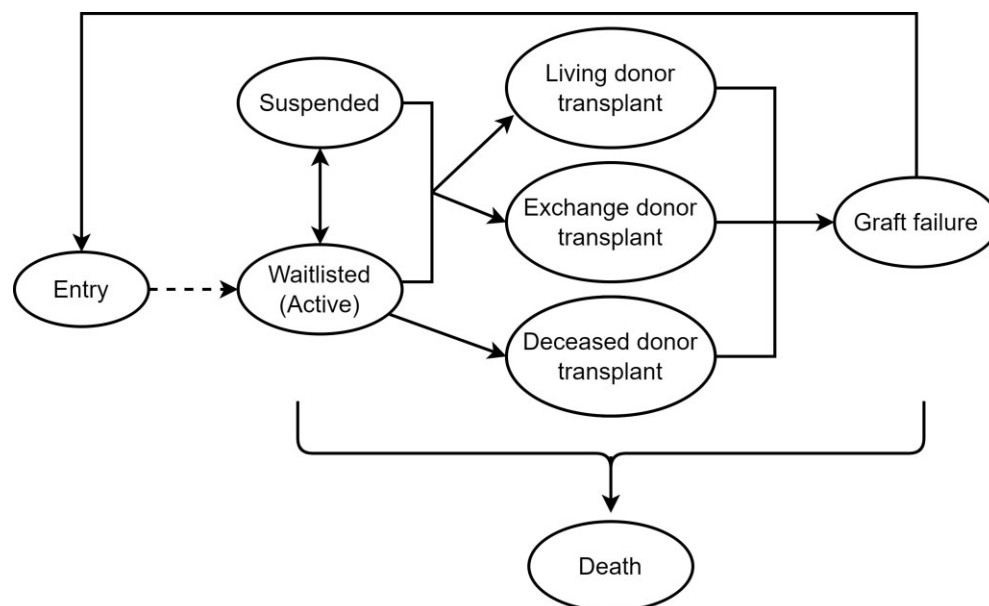 Suspended
Living donor
transplant
Exchange donor
transplant
Graft failure
Entry
Waitlisted
(Active)
Deceased donor
transplant
Death